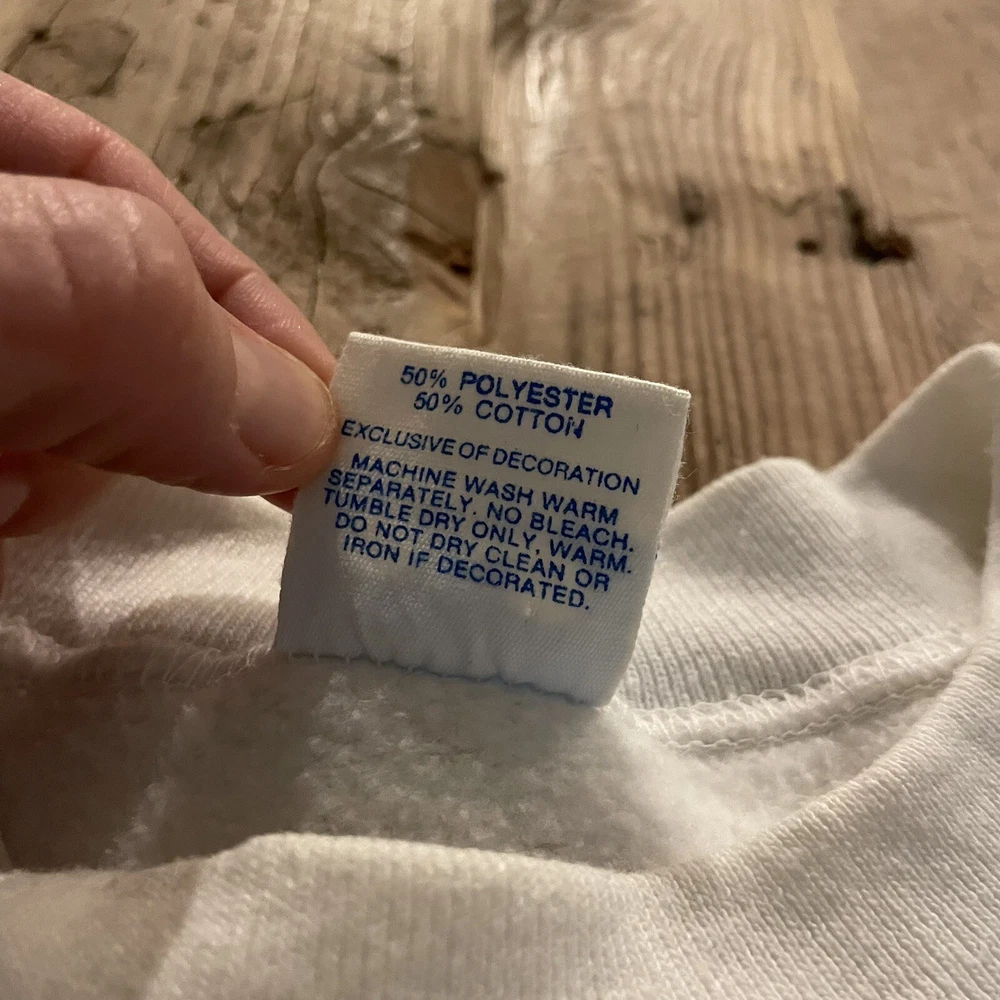 50% POLYESTER
50% COTTON
EXCLUSIVE OF DECORATION
MACHINE WASH WARM
SEPARATELY. NO BLEACH.
TUMBLE DRY ONLY, WARM.
DO NOT DRY CLEAN OR
IRON IF DECORATED.